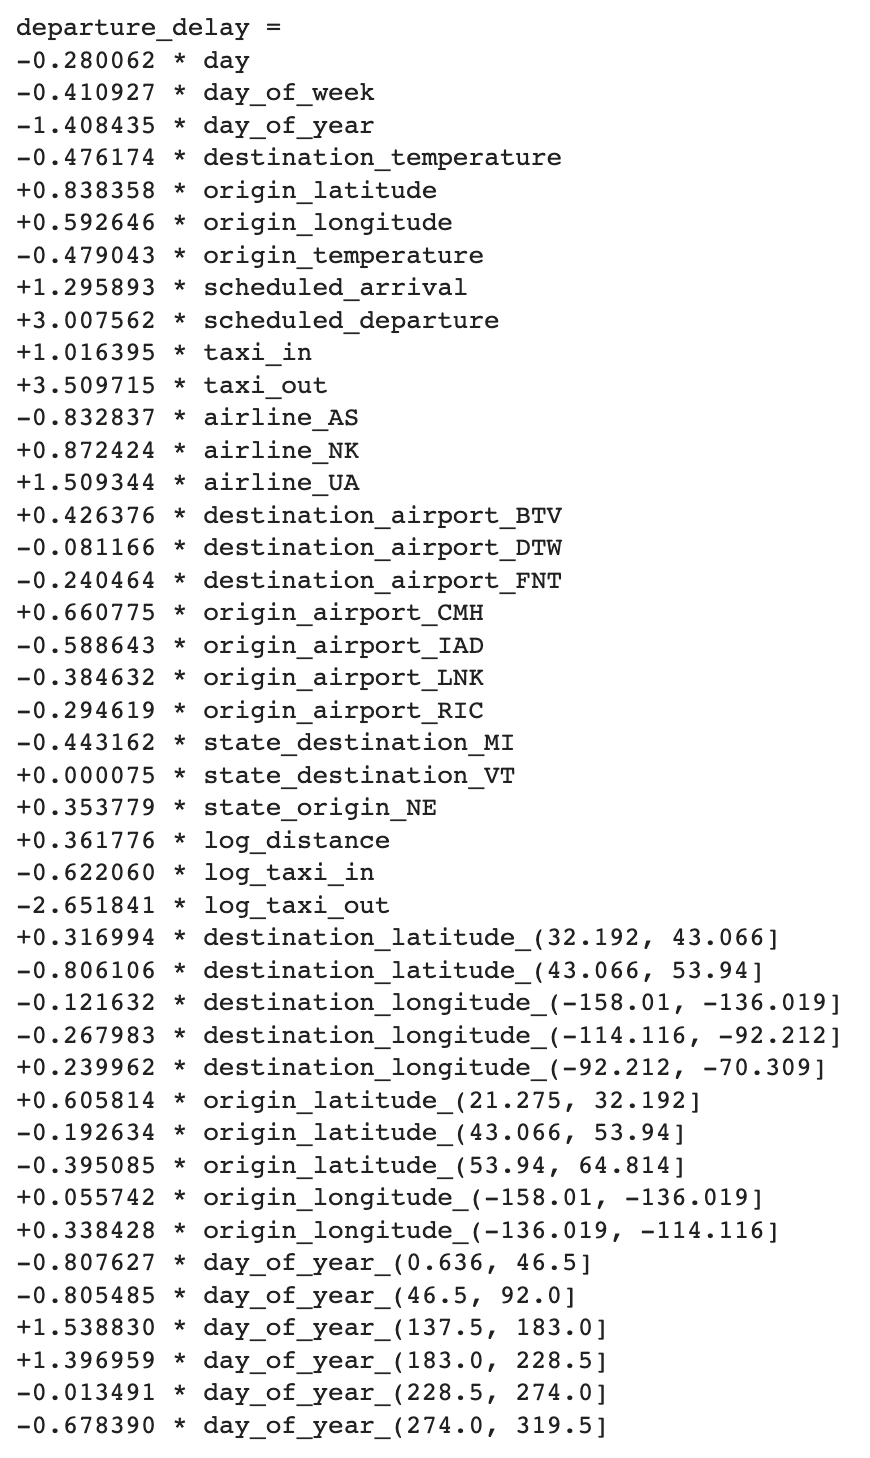 departure_delay =
-0.280062 * day
-0.410927 * day_of_week
-1.408435 * day_of_year
-0.476174 * destination_temperature
+0.838358 * origin_latitude
+0.592646 * origin_longitude
-0.479043 * origin_temperature
+1.295893 * scheduled_arrival
+3.007562 * scheduled_departure
+1.016395 * taxi_in
+3.509715 * taxi_out
-0.832837 * airline_AS
+0.872424 * airline_NK
+1.509344 * airline_UA
+0.426376 * destination_airport_BTV
-0.081166 * destination_airport_DTW
-0.240464 * destination_airport_FNT
+0.660775 * origin_airport_CMH
-0.588643 * origin_airport_IAD
-0.384632 * origin_airport_LNK
-0.294619 * origin_airport_RIC
-0.443162 * state_destination_MI
+0.000075 * state_destination_VT
+0.353779 * state_origin_NE
+0.361776 * log_distance
-0.622060 * log_taxi_in
-2.651841 * log_taxi_out
+0.316994 * destination_latitude_(32.192, 43.066]
-0.806106 * destination_latitude_(43.066, 53.94]
-0.121632 * destination_longitude_(-158.01, -136.019]
-0.267983 * destination_longitude_(-114.116, -92.212]
+0.239962 * destination_longitude_(-92.212, -70.309]
+0.605814 * origin_latitude_(21.275, 32.192]
-0.192634 * origin_latitude_(43.066, 53.94]
-0.395085 * origin_latitude_(53.94, 64.814]
+0.055742 * origin_longitude_(-158.01, -136.019]
+0.338428 * origin_longitude_(-136.019, -114.116]
-0.807627 * day_of_year_(0.636, 46.5]
-0.805485 * day_of_year_(46.5, 92.0]
+1.538830 * day_of_year_(137.5, 183.0]
+1.396959 * day_of_year_(183.0, 228.5]
-0.013491 * day_of_year_(228.5, 274.0]
-0.678390 * day_of_year_(274.0, 319.5]